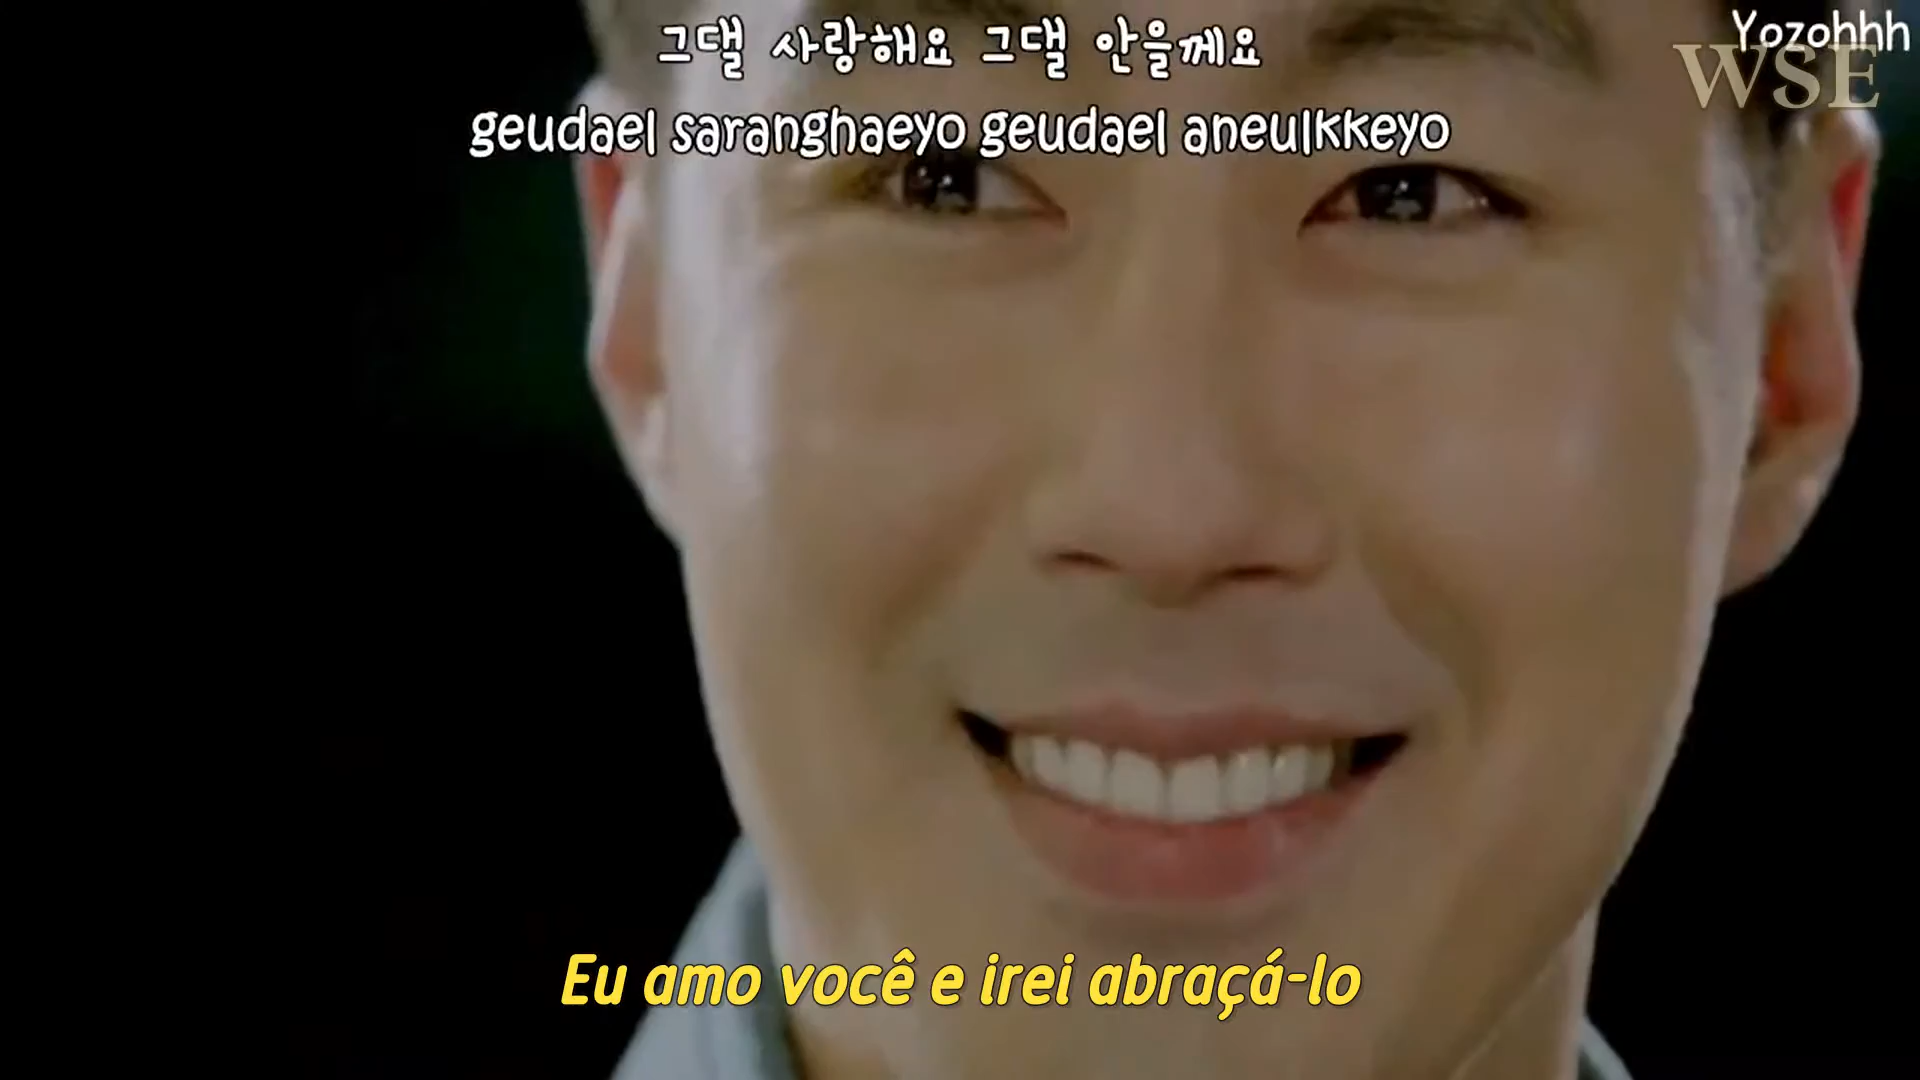 그댈 사랑해요 그댈 안을께요
Yozohhh
WSE
geudael saranghaeyo geudael aneulkkeyo
Eu amo você e irei abraçá-lo